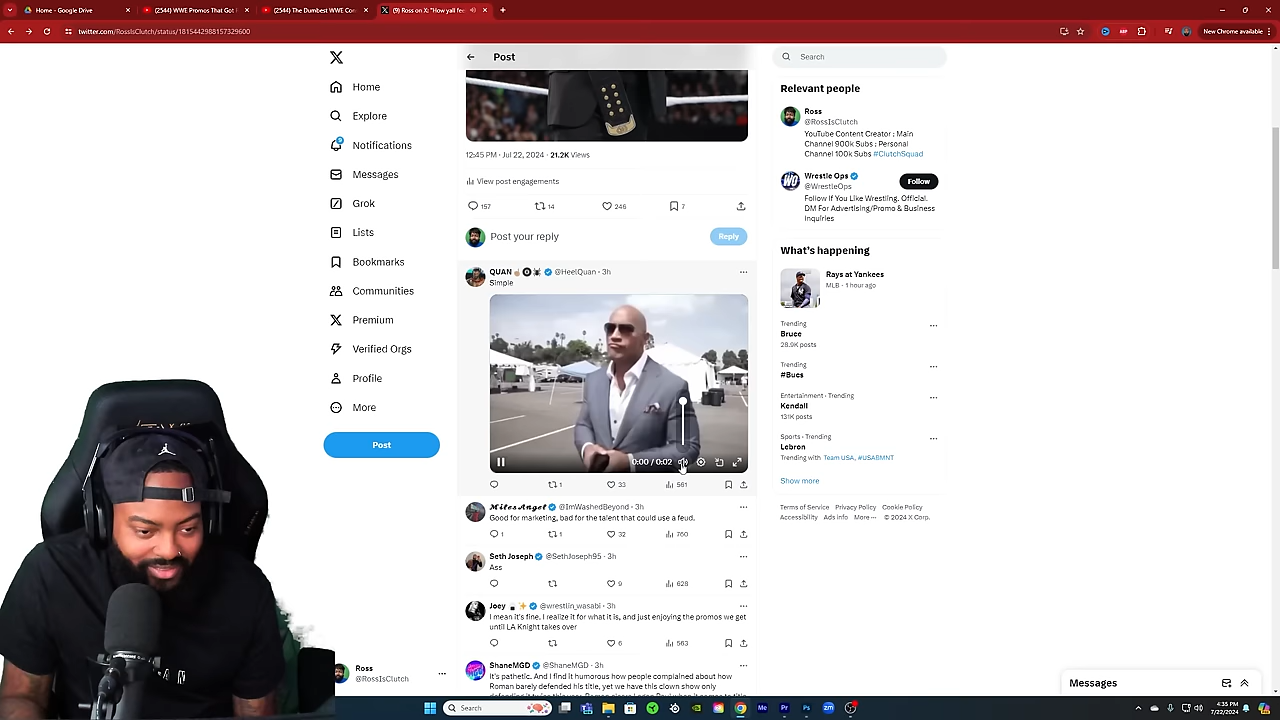 Home - Google Drive
(2544) WWE Promos That Got
(2544) The Dumbest WWE Con
(9) Ross on X: "How yall fee
twitter.com/RossIsClutch/status/1815442988157329600
New Chrome available
Post
Search
Home
Explore
Notifications
Messages
Grok
Lists
Bookmarks
Communities
Premium
Verified Orgs
Profile
More
Post
Ross
@RossIsClutch
12:45 PM · Jul 22, 2024 · 21.2K Views
View post engagements
157
14
246
7
Post your reply
Reply
QUAN @HeelQuan · 3h
Simple
0:00 / 0:02
1
33
561
Miles Angel @ImWashedBeyond · 3h
Good for marketing, bad for the talent that could use a feud.
1
1
32
760
Seth Joseph @SethJoseph95 · 3h
Ass
9
628
Joey @wrestlin_wasabi · 3h
I mean it's fine. I realize it for what it is, and just enjoying the promos we get
until LA Knight takes over
6
563
ShaneMGD @ShaneMGD · 3h
It's pathetic. And I find it humorous how people complained about how
Roman barely defended his title, yet we have this clown show only
Relevant people
Ross
@RossIsClutch
YouTube Content Creator ; Main
Channel 900k Subs ; Personal
Channel 100k Subs #ClutchSquad
Wrestle Ops
@WrestleOps
Follow
Follow If You Like Wrestling. Official.
DM For Advertising/Promo & Business
Inquiries
What's happening
Rays at Yankees
MLB · 1 hour ago
Trending
Bruce
28.9K posts
Trending
#Bucs
Entertainment · Trending
Kendall
131K posts
Sports · Trending
Lebron
Trending with Team USA, #USABMNT
Show more
Terms of Service Privacy Policy Cookie Policy
Accessibility Ads info More ··· © 2024 X Corp.
Messages
Search
4:35 PM
7/22/2024